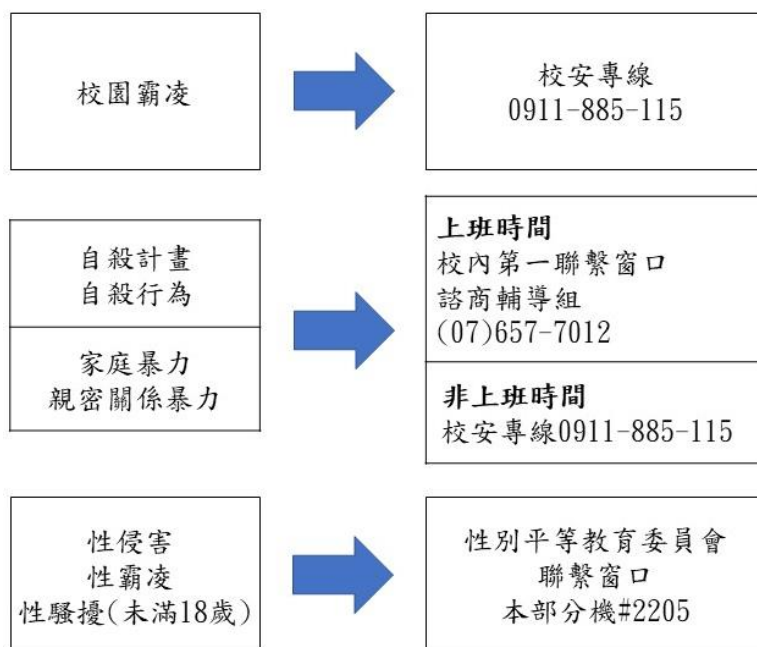 校園霸凌
校安專線
0911-885-115
自殺計畫
自殺行為
家庭暴力
親密關係暴力
上班時間
校內第一聯繫窗口
諮商輔導組
(07)657-7012
非上班時間
校安專線0911-885-115
性侵害
性霸凌
性騷擾(未滿18歲)
性別平等教育委員會
聯繫窗口
本部分機#2205